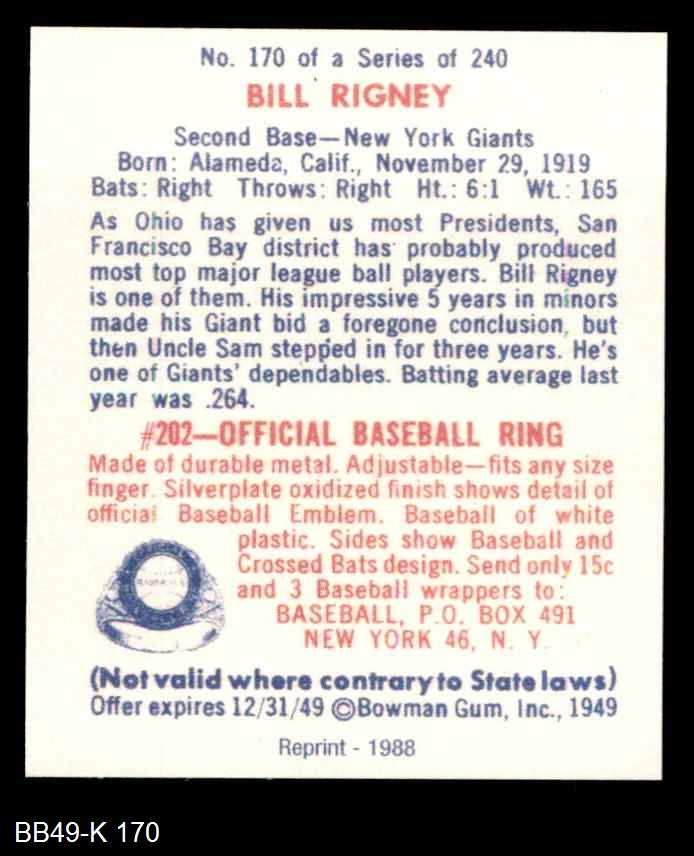 No. 170 of a Series of 240
BILL RIGNEY
Second Base—New York Giants
Born: Alameda, Calif., November 29, 1919
Bats: Right Throws: Right Ht.: 6:1 Wt.: 165
As Ohio has given us most Presidents, San
Francisco Bay district has probably produced
most top major league ball players. Bill Rigney
is one of them. His impressive 5 years in minors
made his Giant bid a foregone conclusion, but
then Uncle Sam stepped in for three years. He's
one of Giants' dependables. Batting average last
year was .264.
#202—OFFICIAL BASEBALL RING
Made of durable metal. Adjustable—fits any size
finger. Silverplate oxidized finish shows detail of
official Baseball Emblem. Baseball of white
plastic. Sides show Baseball and
Crossed Bats design. Send only 15c
and 3 Baseball wrappers to:
BASEBALL, P.O. BOX 491
NEW YORK 46, N. Y.
(Not valid where contrary to State laws)
Offer expires 12/31/49 ©Bowman Gum, Inc., 1949
Reprint - 1988
BB49-K 170